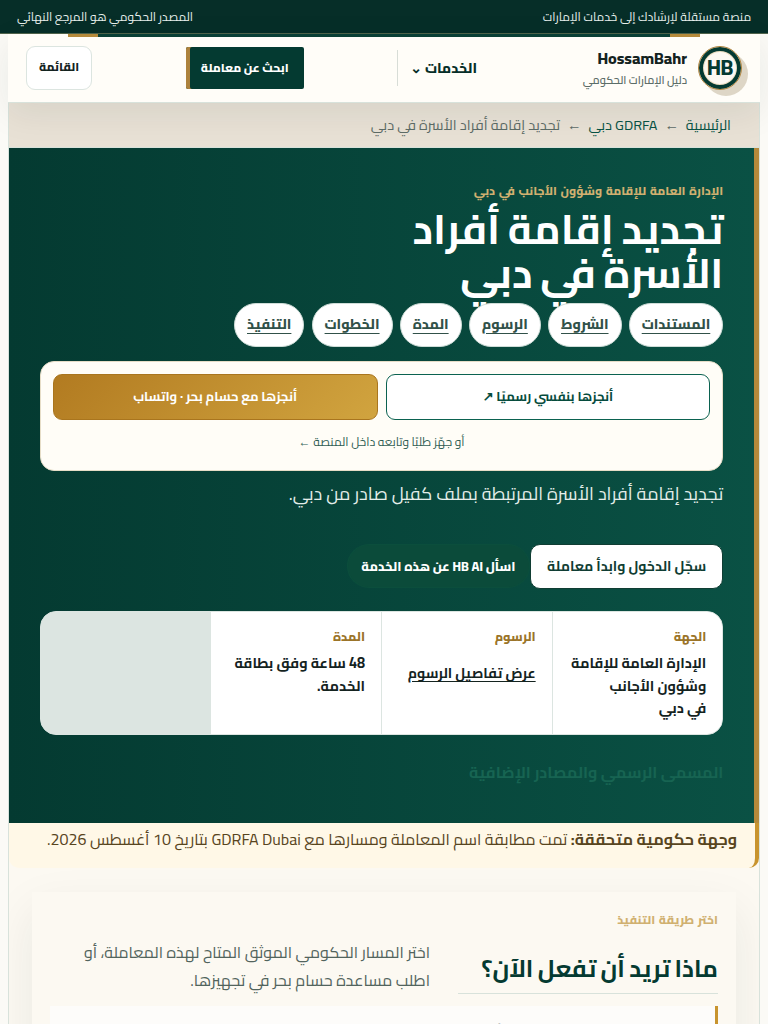 منصة مستقلة لإرشادك إلى خدمات الإمارات
المصدر الحكومي هو المرجع النهائي
HB
HossamBahr
دليل الإمارات الحكومي
الخدمات ⌄
ابحث عن معاملة
القائمة
الرئيسية ← GDRFA دبي ← تجديد إقامة أفراد الأسرة في دبي
الإدارة العامة للإقامة وشؤون الأجانب في دبي
تجديد إقامة أفراد
الأسرة في دبي
المستندات
الشروط
الرسوم
المدة
الخطوات
التنفيذ
أنجزها بنفسي رسميًا ↗
أنجزها مع حسام بحر · واتساب
أو جهّز طلبًا وتابعه داخل المنصة ←
تجديد إقامة أفراد الأسرة المرتبطة بملف كفيل صادر من دبي.
سجّل الدخول وابدأ معاملة
اسأل HB AI عن هذه الخدمة
الجهة
الإدارة العامة للإقامة
وشؤون الأجانب
في دبي
الرسوم
عرض تفاصيل الرسوم
المدة
48 ساعة وفق بطاقة
الخدمة.
المسمى الرسمي والمصادر الإضافية
وجهة حكومية متحققة: تمت مطابقة اسم المعاملة ومسارها مع GDRFA Dubai بتاريخ 10 أغسطس 2026.
اختر طريقة التنفيذ
ماذا تريد أن تفعل الآن؟
اختر المسار الحكومي الموثق المتاح لهذه المعاملة، أو
اطلب مساعدة حسام بحر في تجهيزها.